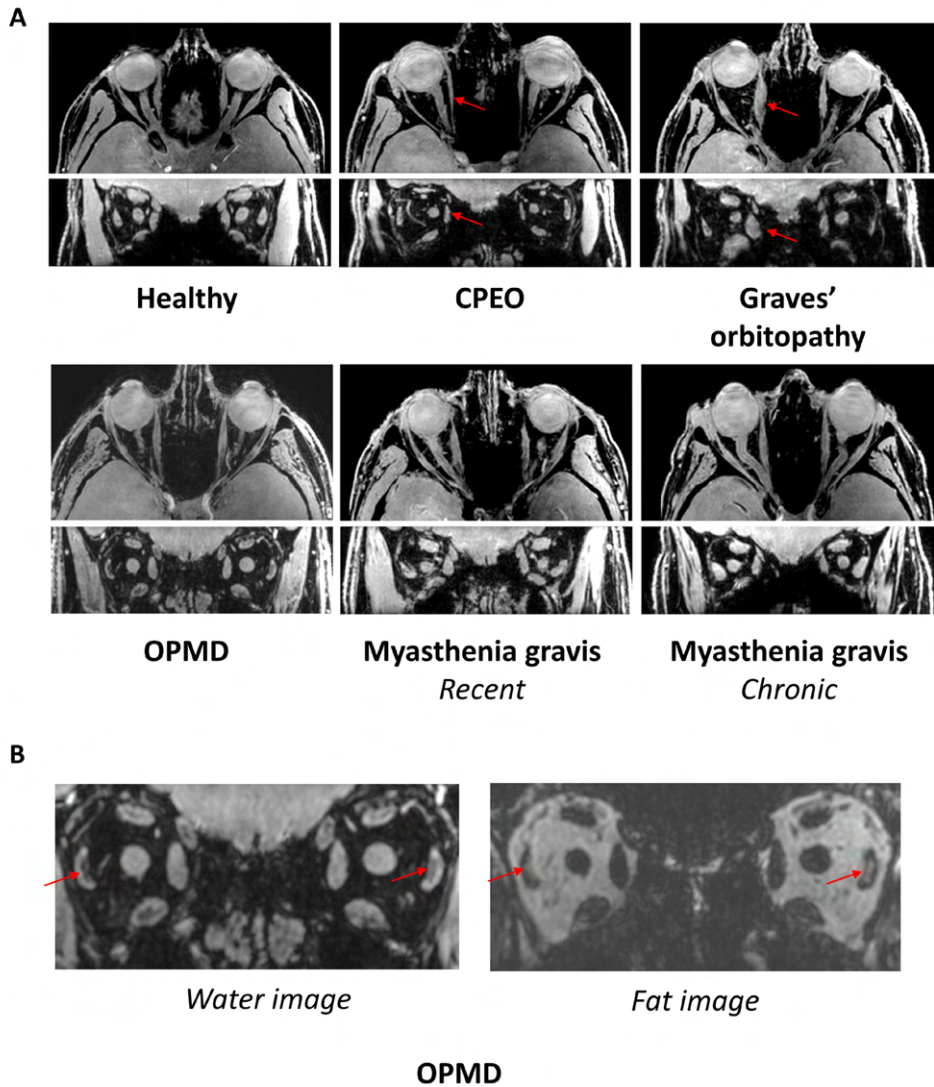 A
Healthy
CPEO
Graves’
orbitopathy
OPMD
Myasthenia gravis
Recent
Myasthenia gravis
Chronic
B
Water image
Fat image
OPMD